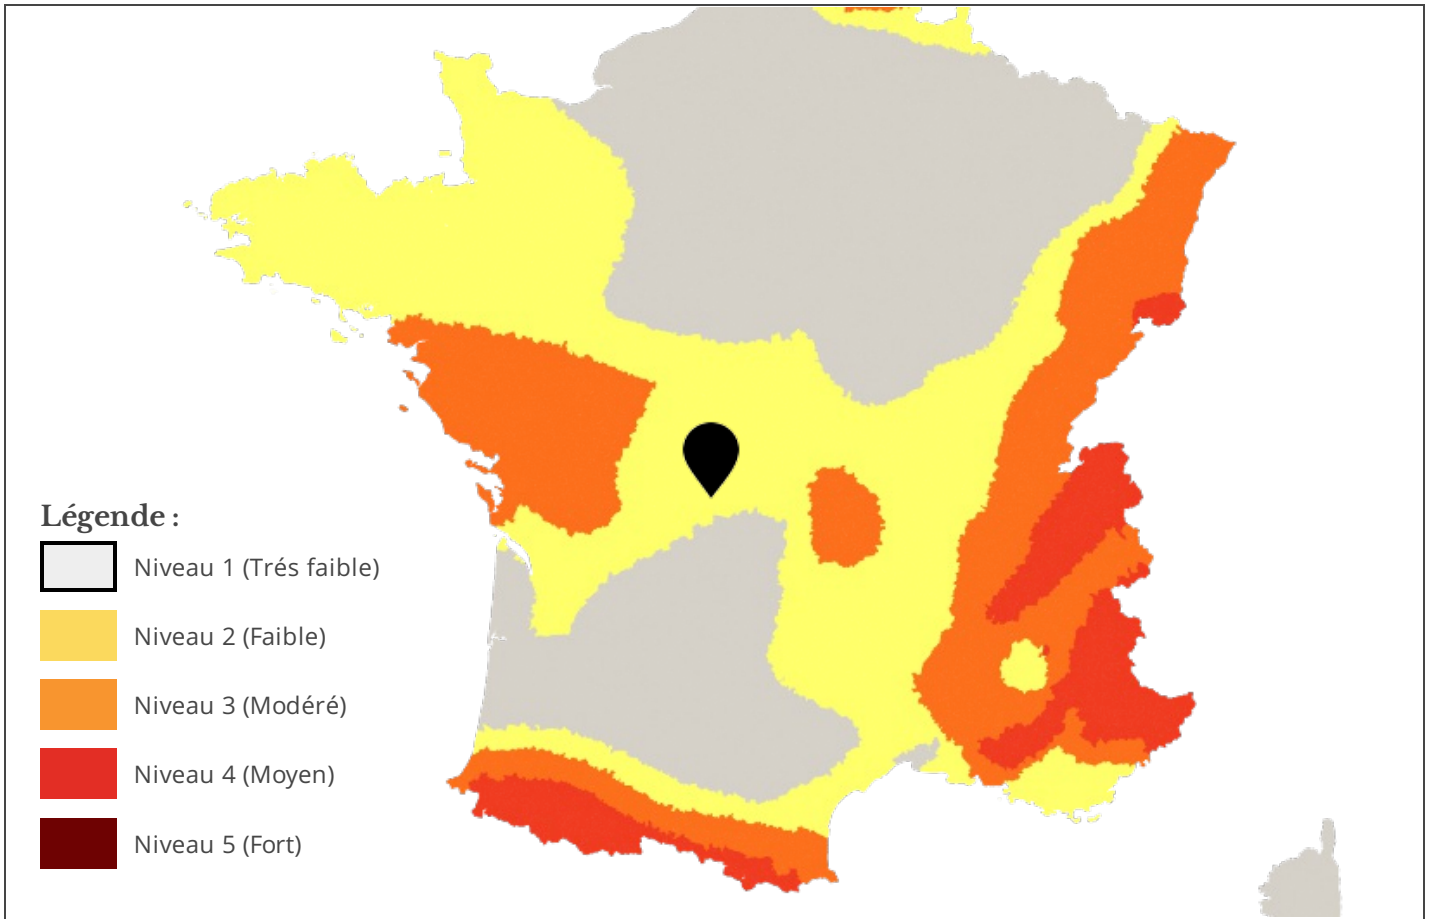 Légende :
Niveau 1 (Trés faible)
Niveau 2 (Faible)
Niveau 3 (Modéré)
Niveau 4 (Moyen)
Niveau 5 (Fort)